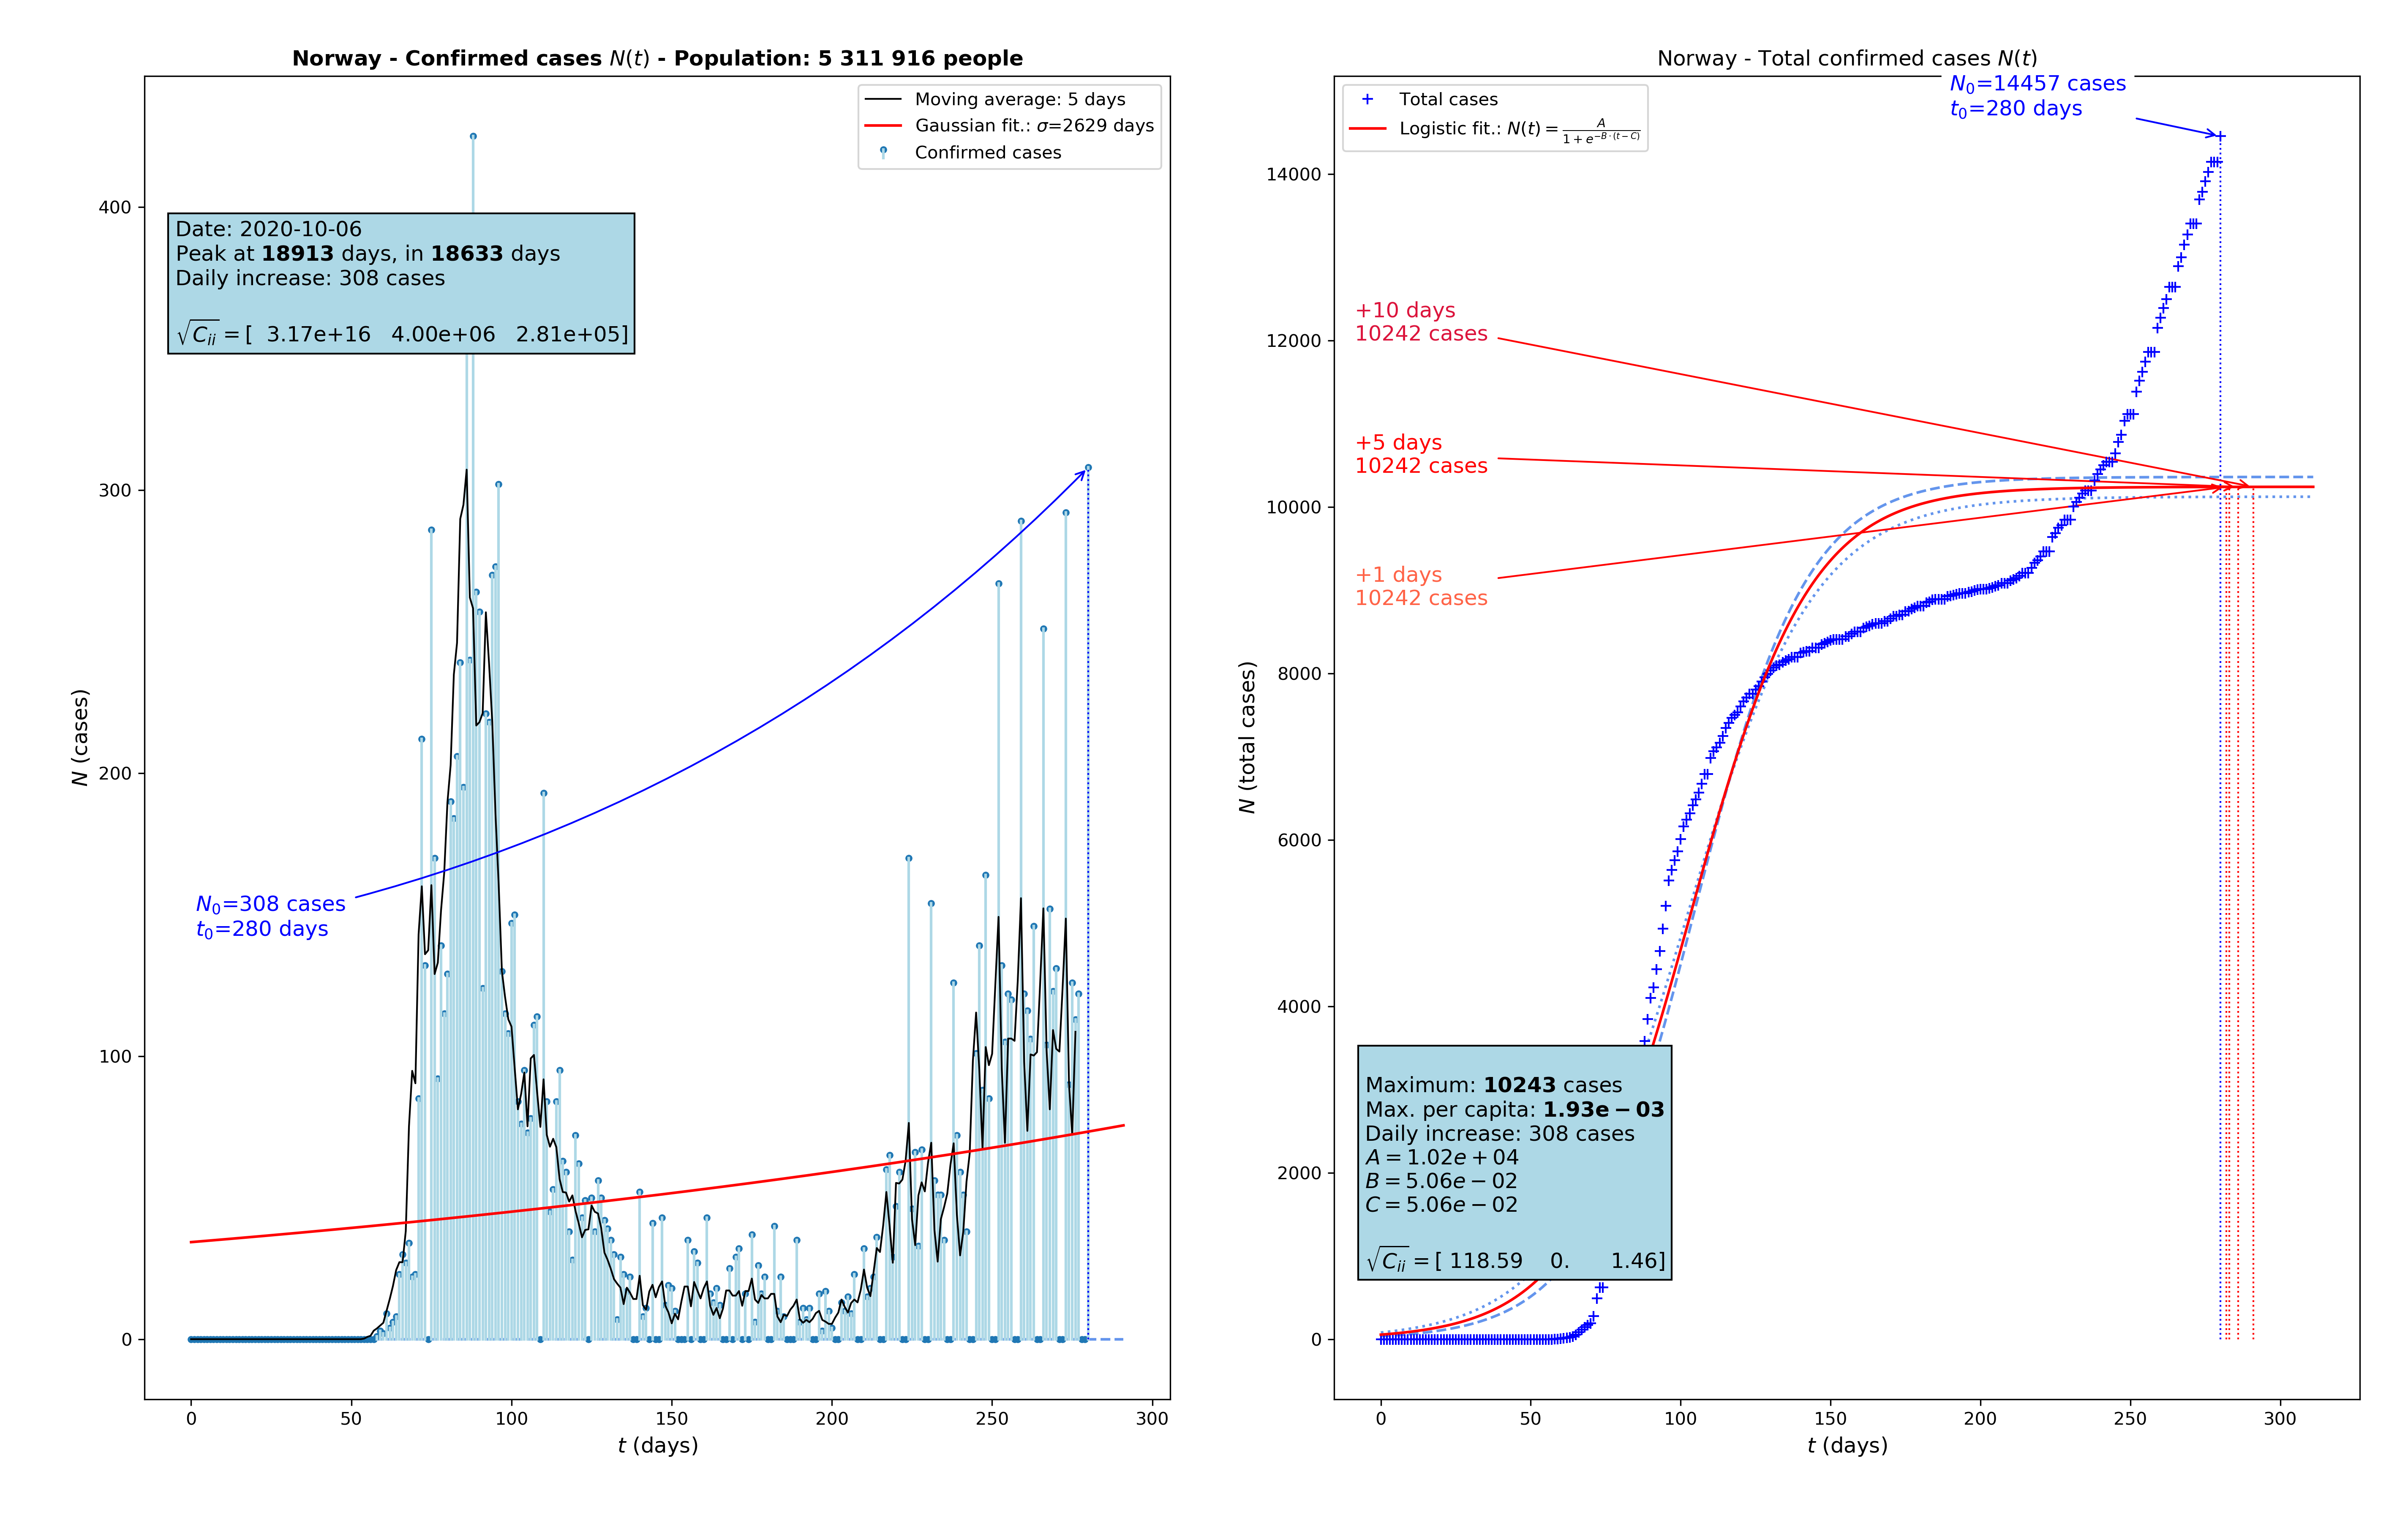 Norway - Confirmed cases N(t) - Population: 5 311 916 people
Moving average: 5 days
Gaussian fit.: σ=2629 days
Confirmed cases
Date: 2020-10-06
Peak at 18913 days, in 18633 days
Daily increase: 308 cases
√C_ii = [ 3.17e+16 4.00e+06 2.81e+05]
N_0=308 cases
t_0=280 days
N (cases)
400
300
200
100
0
0 50 100 150 200 250 300
t (days)
Norway - Total confirmed cases N(t)
Total cases
Logistic fit.: N(t) = A / (1 + e^{-B·(t-C)})
N_0=14457 cases
t_0=280 days
+10 days
10242 cases
+5 days
10242 cases
+1 days
10242 cases
Maximum: 10243 cases
Max. per capita: 1.93e − 03
Daily increase: 308 cases
A = 1.02e + 04
B = 5.06e − 02
C = 5.06e − 02
√C_ii = [ 118.59 0. 1.46]
N (total cases)
14000
12000
10000
8000
6000
4000
2000
0
0 50 100 150 200 250 300
t (days)